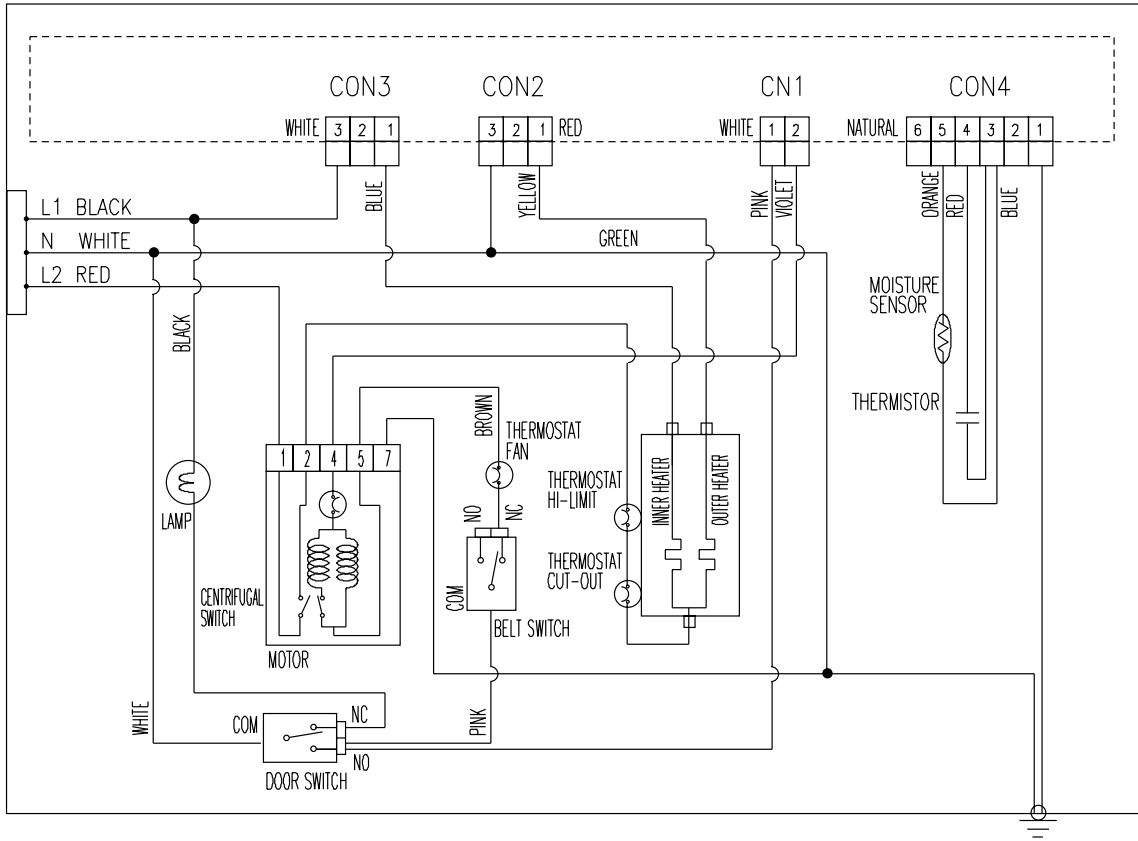 CON3 CON2 CN1 CON4
WHITE 3 2 1 3 2 1 RED WHITE 1 2 NATURAL 6 5 4 3 2 1
BLUE YELLOW PINK VIOLET ORANGE RED BLUE
L1 BLACK
N WHITE GREEN
L2 RED
MOISTURE
SENSOR
BLACK
THERMISTOR
BROWN
THERMOSTAT
FAN
1 2 4 5 7
THERMOSTAT
HI-LIMIT
INNER HEATER
OUTER HEATER
LAMP
NO NC
THERMOSTAT
CUT-OUT
CENTRIFUGAL
SWITCH
COM
BELT SWITCH
MOTOR
WHITE
COM NC
PINK
NO
DOOR SWITCH